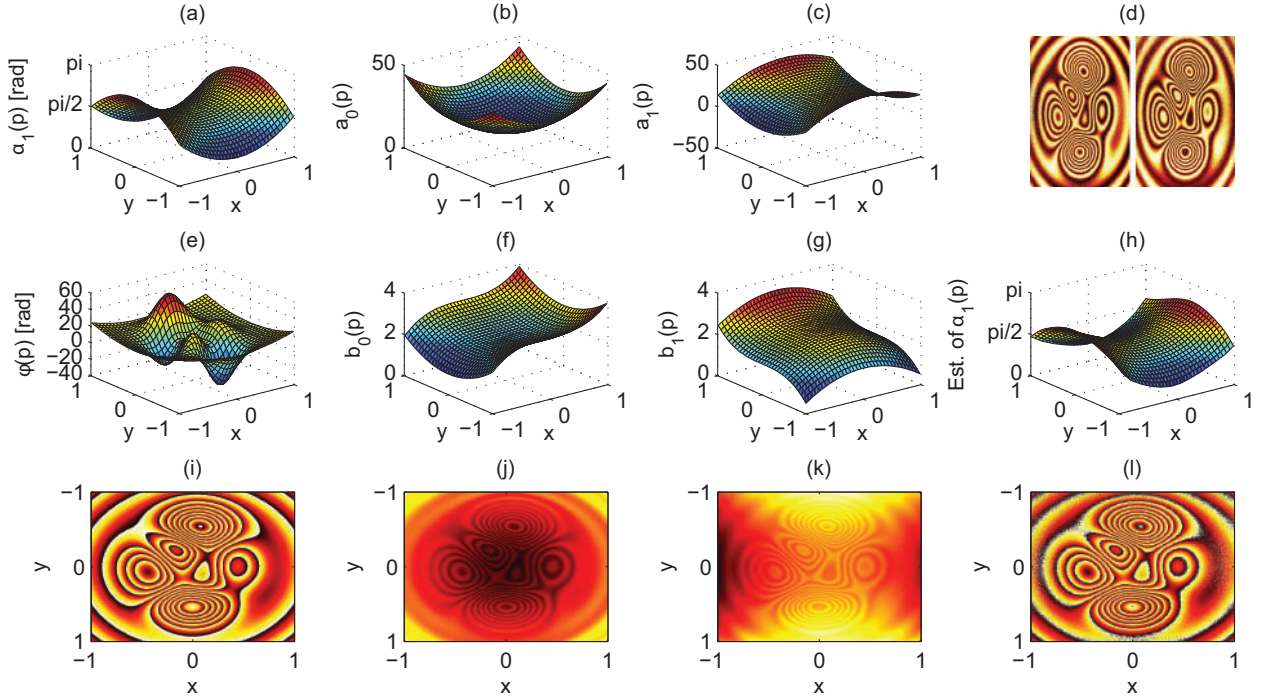 (a) (b) (c) (d)
α1(p) [rad] pi pi/2 0 1 0 −1 y −1 0 1 x
a0(p) 50 0 1 0 −1 y −1 0 1 x
a1(p) 50 0 −50 1 0 −1 y −1 0 1 x
(e) (f) (g) (h)
φ(p) [rad] 60 40 20 0 −20 −40 1 0 −1 y −1 0 1 x
b0(p) 4 2 0 1 0 −1 y −1 0 1 x
b1(p) 4 2 0 1 0 −1 y −1 0 1 x
Est. of α1(p) pi pi/2 0 1 0 −1 y −1 0 1 x
(i) (j) (k) (l)
y −1 0 1 −1 0 1 x
y −1 0 1 −1 0 1 x
y −1 0 1 −1 0 1 x
y −1 0 1 −1 0 1 x